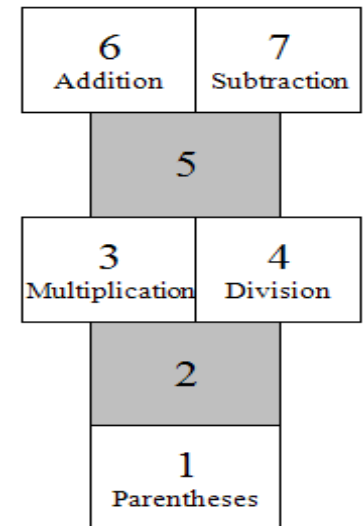 6 7
Addition Subtraction
5
3 4
Multiplication Division
2
1
Parentheses